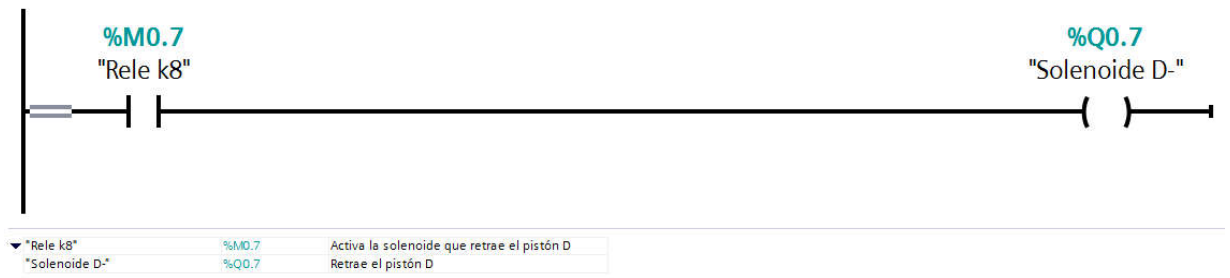 %M0.7 %Q0.7
"Rele k8" "Solenoide D-"
"Rele k8" %M0.7 Activa la solenoide que retrae el pistón D
"Solenoide D-" %Q0.7 Retrae el pistón D